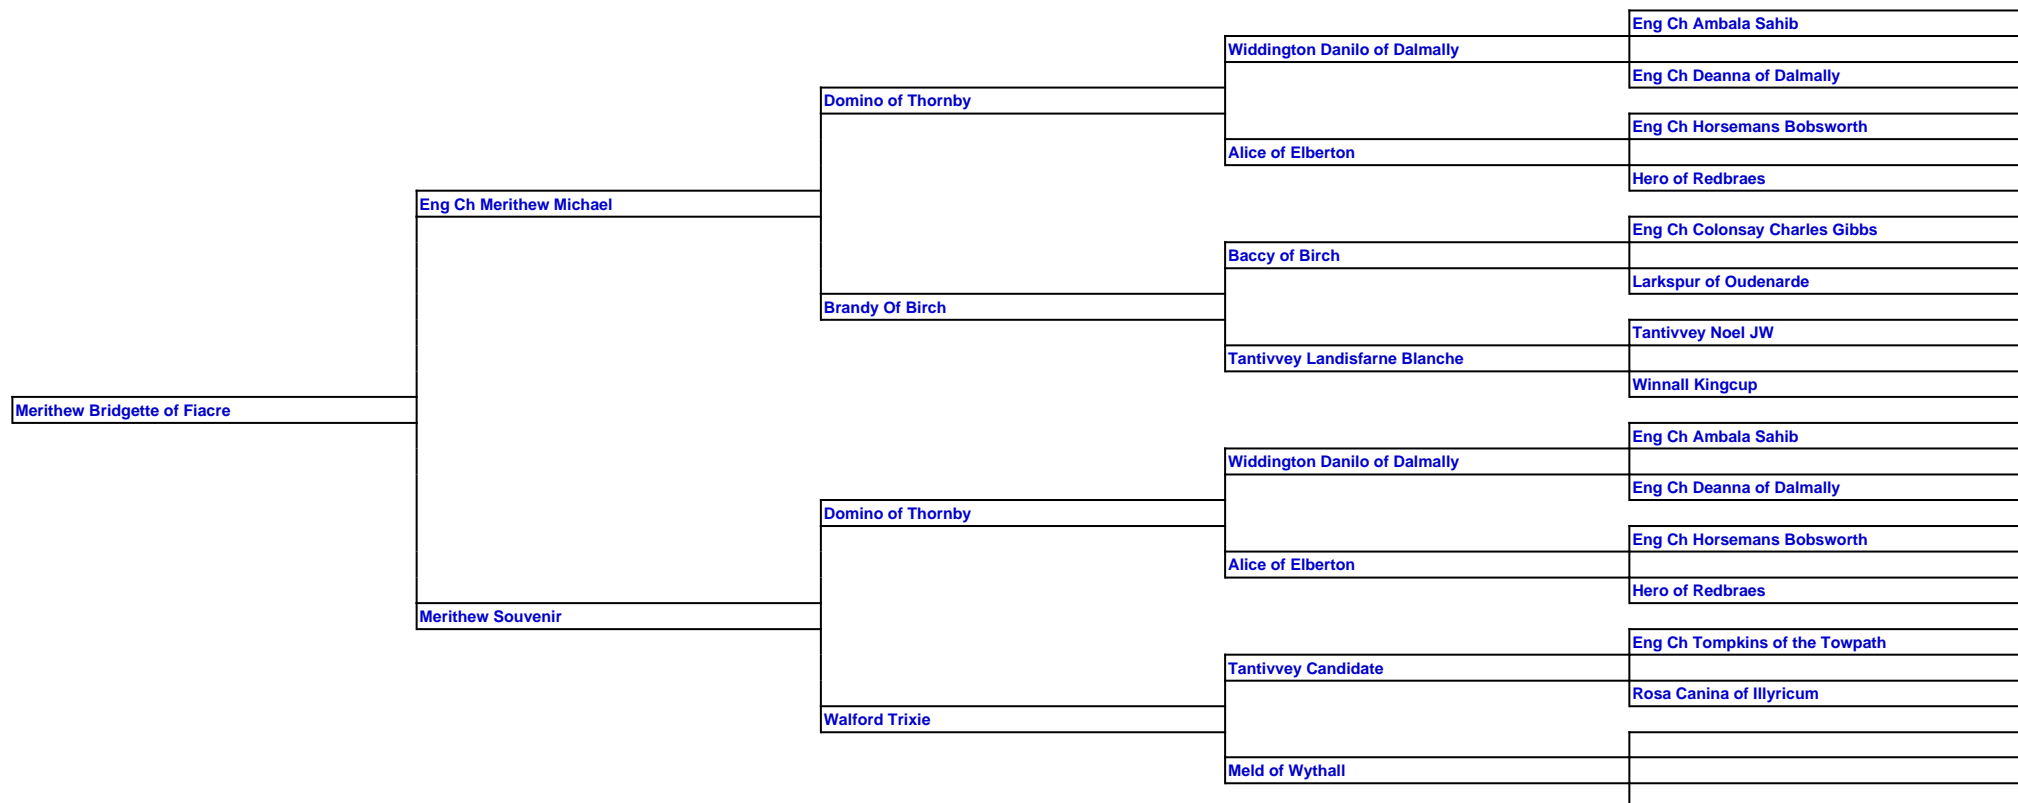 Eng Ch Ambala Sahib
Widdington Danilo of Dalmally
Eng Ch Deanna of Dalmally
Domino of Thornby
Eng Ch Horsemans Bobsworth
Alice of Elberton
Hero of Redbraes
Eng Ch Merithew Michael
Eng Ch Colonsay Charles Gibbs
Baccy of Birch
Larkspur of Oudenarde
Brandy Of Birch
Tantivvey Noel JW
Tantivvey Landisfarne Blanche
Winnall Kingcup
Merithew Bridgette of Fiacre
Eng Ch Ambala Sahib
Widdington Danilo of Dalmally
Eng Ch Deanna of Dalmally
Domino of Thornby
Eng Ch Horsemans Bobsworth
Alice of Elberton
Hero of Redbraes
Merithew Souvenir
Eng Ch Tompkins of the Towpath
Tantivvey Candidate
Rosa Canina of Illyricum
Walford Trixie
Meld of Wythall